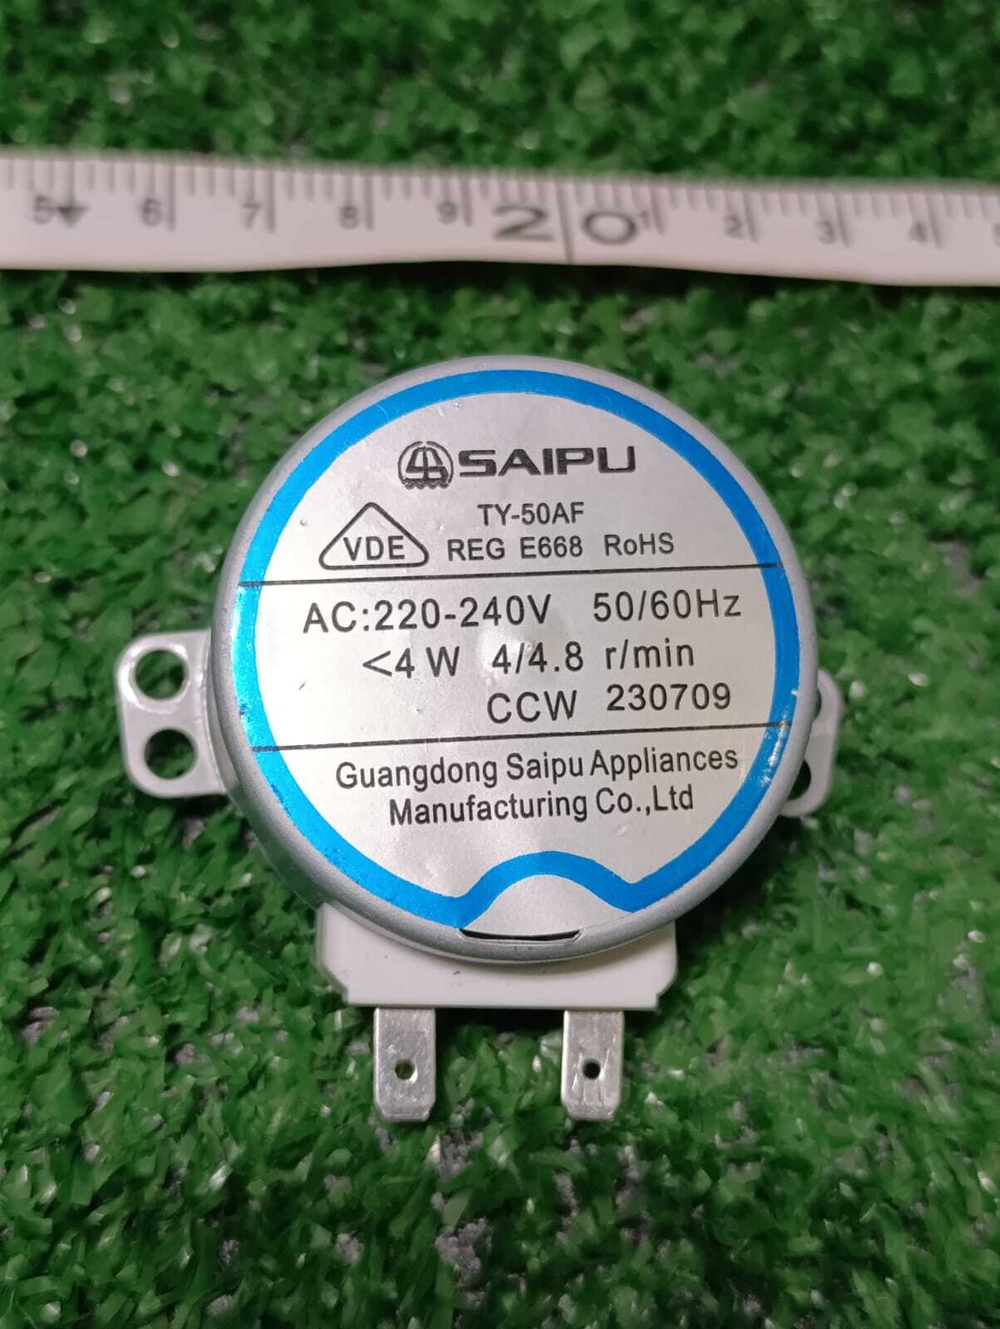 5 6 7 8 9 20 1 2 3 4
SAIPU
TY-50AF
VDE REG E668 RoHS
AC:220-240V 50/60Hz
<4 W 4/4.8 r/min
CCW 230709
Guangdong Saipu Appliances
Manufacturing Co.,Ltd